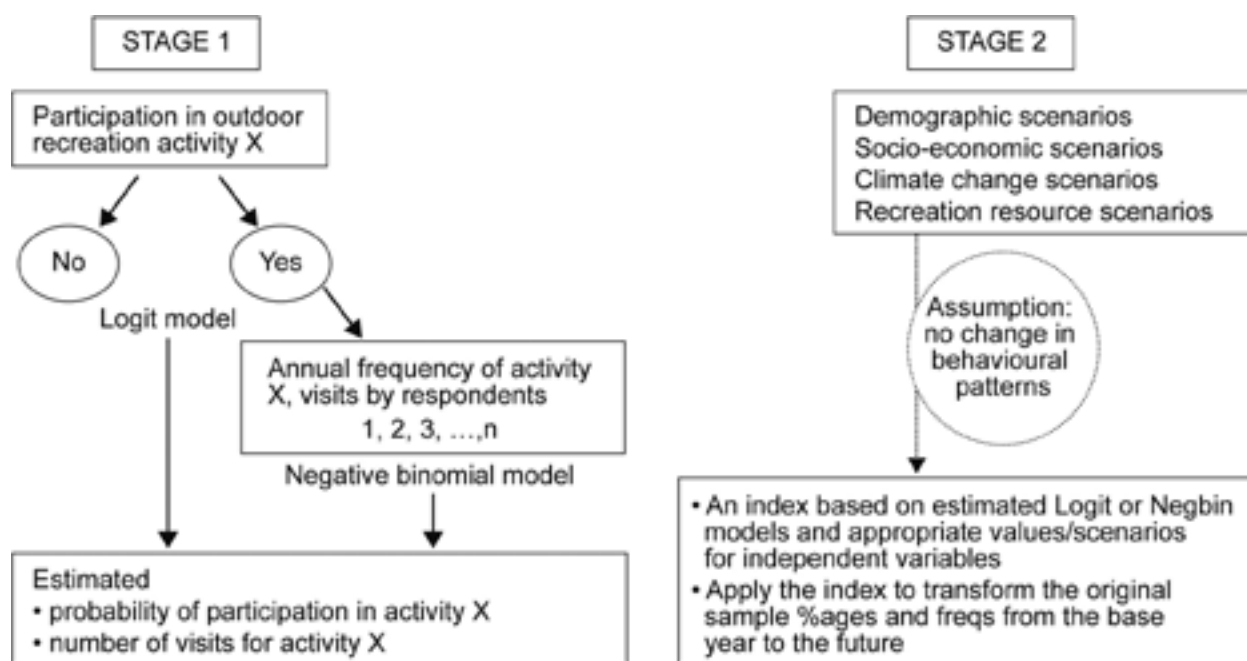 STAGE 1
Participation in outdoor
recreation activity X
No
Yes
Logit model
Annual frequency of activity
X, visits by respondents
1, 2, 3, ...,n
Negative binomial model
Estimated
• probability of participation in activity X
• number of visits for activity X
STAGE 2
Demographic scenarios
Socio-economic scenarios
Climate change scenarios
Recreation resource scenarios
Assumption:
no change in
behavioural
patterns
• An index based on estimated Logit or Negbin
models and appropriate values/scenarios
for independent variables
• Apply the index to transform the original
sample %ages and freqs from the base
year to the future